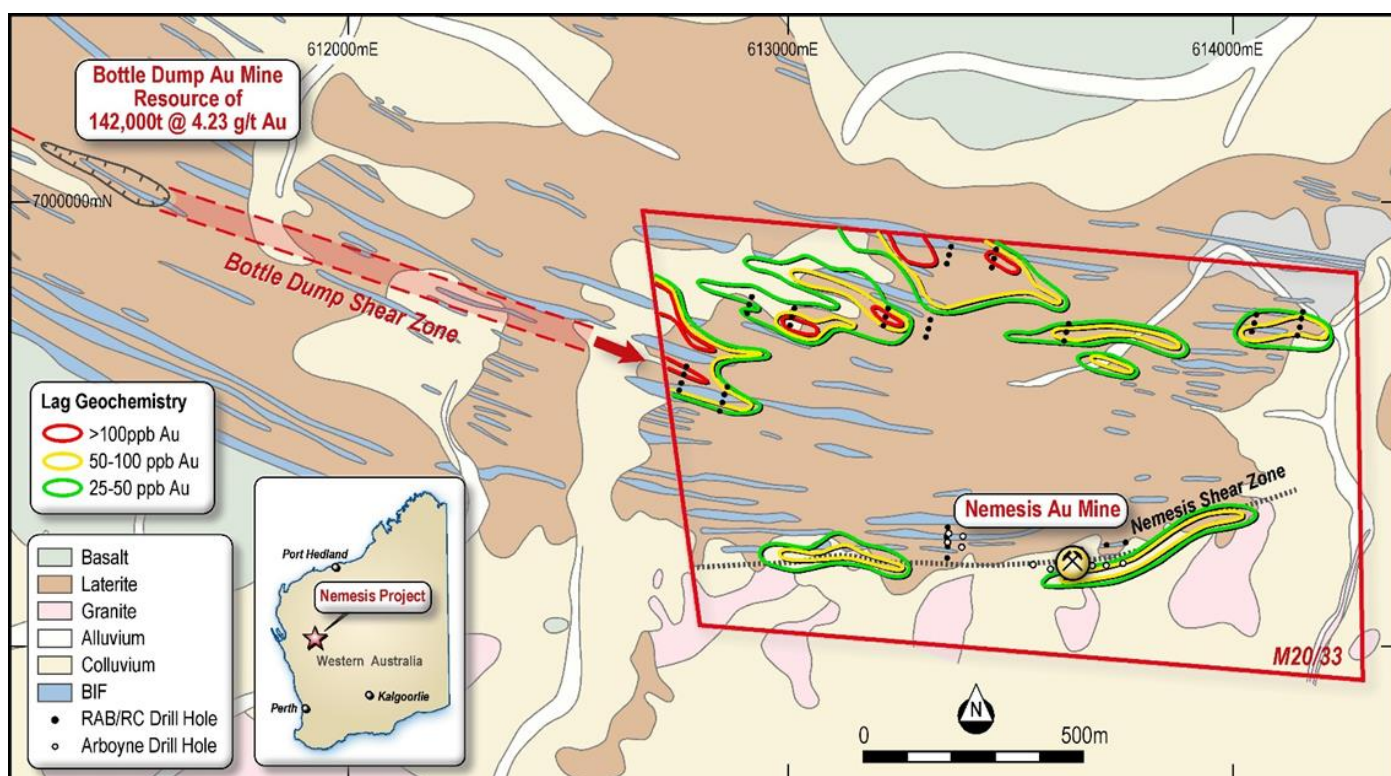 612000mE
613000mE
614000mE
Bottle Dump Au Mine
Resource of
142,000t @ 4.23 g/t Au
7000000mN
Bottle Dump Shear Zone
Lag Geochemistry
>100ppb Au
50-100 ppb Au
25-50 ppb Au
Basalt
Laterite
Granite
Alluvium
Colluvium
BIF
RAB/RC Drill Hole
Arboyne Drill Hole
Port Hedland
Nemesis Project
Western Australia
Kalgoorlie
Perth
Nemesis Au Mine
Nemesis Shear Zone
M20/33
N
0
500m